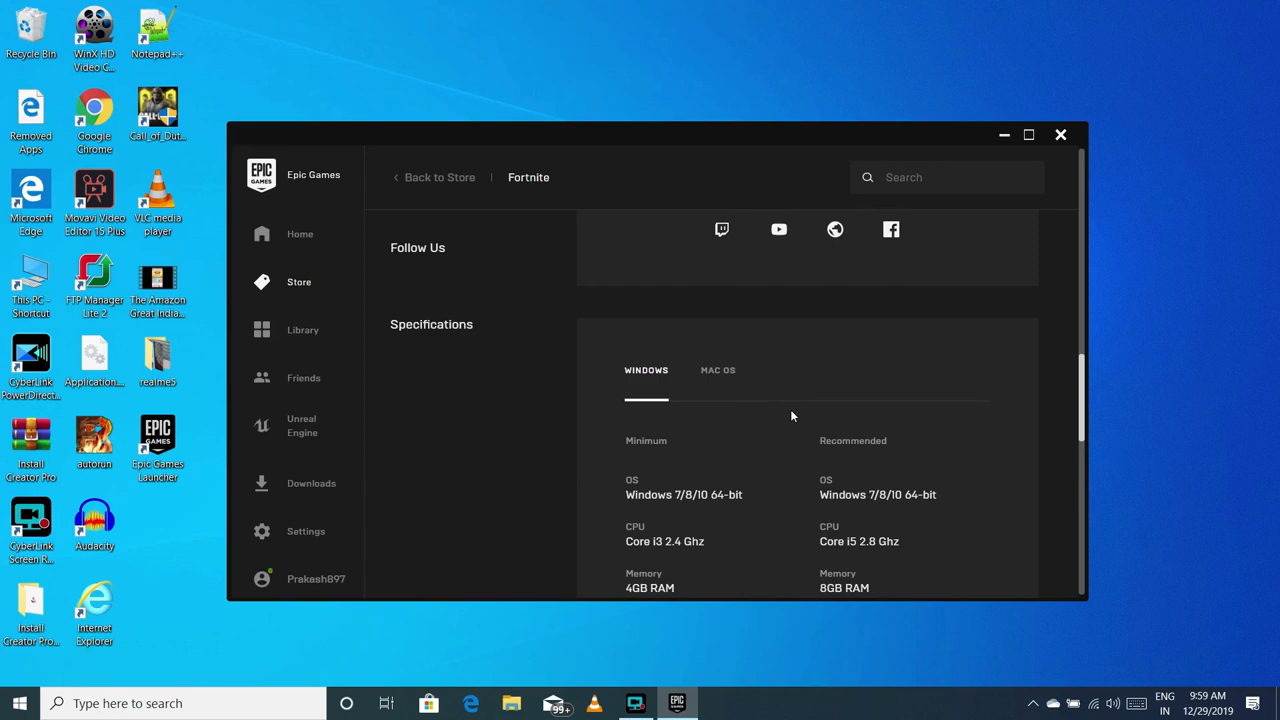 Recycle Bin
WinX HD
Video C...
Notepad++
Removed
Apps
Google
Chrome
Call_of_Dut...
Microsoft
Edge
Movavi Video
Editor 15 Plus
VLC media
player
This PC -
Shortcut
FTP Manager
Lite 2
The Amazon
Great India...
CyberLink
PowerDirect...
Application...
realme5
Install
Creator Pro
autorun
Epic Games
Launcher
CyberLink
Screen R...
Audacity
Install
Creator Pro...
Internet
Explorer
EPIC
GAMES
Epic Games
Home
Store
Library
Friends
Unreal
Engine
Downloads
Settings
Prakash897
Back to Store
Fortnite
Search
Follow Us
Specifications
WINDOWS
MAC OS
Minimum
Recommended
OS
Windows 7/8/10 64-bit
OS
Windows 7/8/10 64-bit
CPU
Core i3 2.4 Ghz
CPU
Core i5 2.8 Ghz
Memory
4GB RAM
Memory
8GB RAM
Type here to search
99+
ENG
IN
9:59 AM
12/29/2019